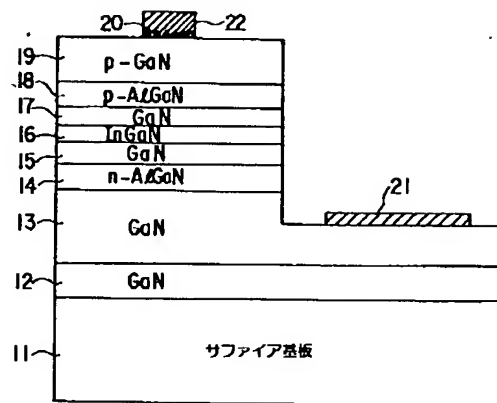 20 22
19 p-GaN
18 p-AlGaN
17 GaN
16 InGaN
15 GaN
14 n-AlGaN
21
13 GaN
12 GaN
11 サファイア基板